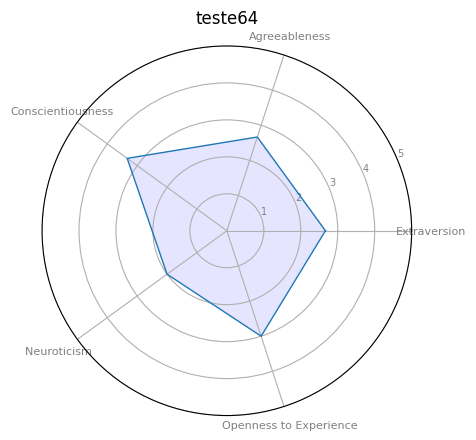 teste64
Agreeableness
Conscientiousness
5
4
3
2
1
Extraversion
Neuroticism
Openness to Experience